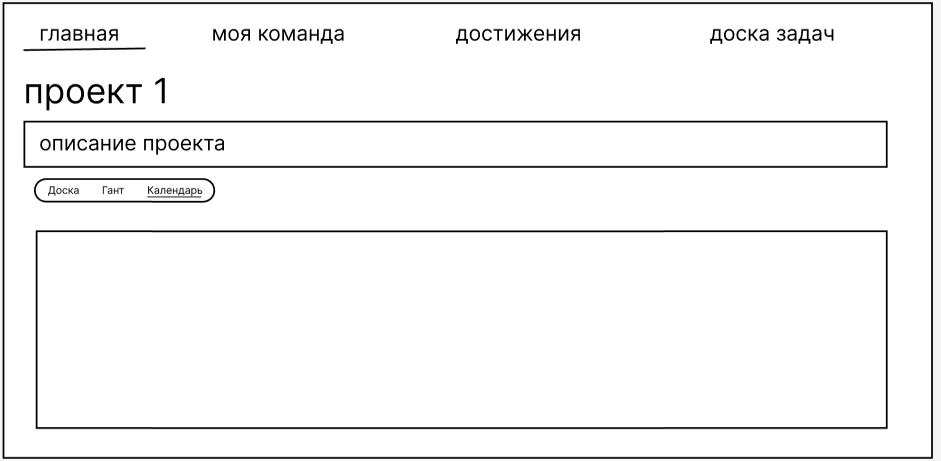 главная моя команда достижения доска задач
проект 1
описание проекта
Доска Гант Календарь